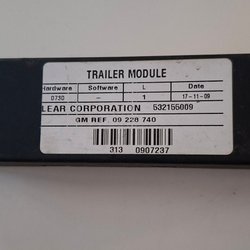 TRAILER MODULE
Hardware Software L Date
0730 – 1 17-11-09
LEAR CORPORATION 532155009
GM REF. 09 228 740
313 0907237